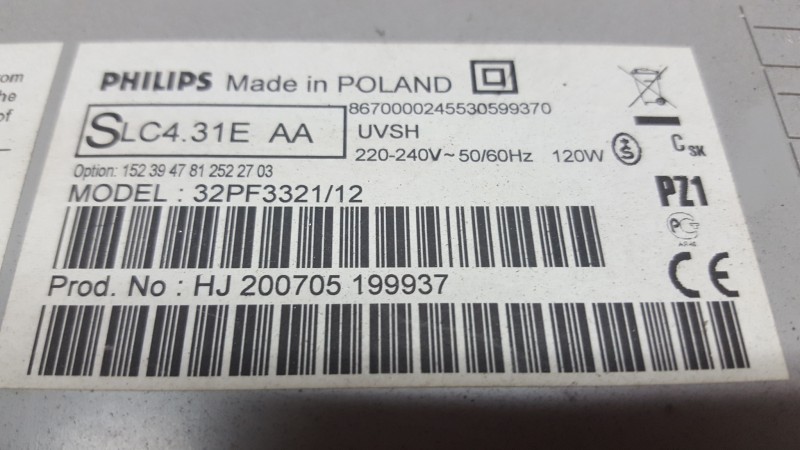 om
he
of
PHILIPS Made in POLAND
8670000245530599370
SLC4.31E AA
UVSH
220-240V~50/60Hz 120W
S
CSK
Option: 152 39 47 81 252 27 03
MODEL : 32PF3321/12
PZ1
Prod. No : HJ 200705 199937
CE